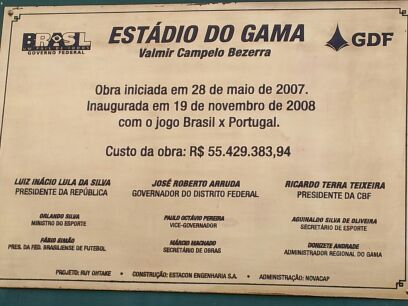 BRASIL
UM PAÍS DE TODOS
GOVERNO FEDERAL
ESTÁDIO DO GAMA
Valmir Campelo Bezerra
GDF
Obra iniciada em 28 de maio de 2007.
Inaugurada em 19 de novembro de 2008
com o jogo Brasil x Portugal.
Custo da obra: R$ 55.429.383,94
LUIZ INÁCIO LULA DA SILVA
PRESIDENTE DA REPÚBLICA
JOSÉ ROBERTO ARRUDA
GOVERNADOR DO DISTRITO FEDERAL
RICARDO TERRA TEIXEIRA
PRESIDENTE DA CBF
ORLANDO SILVA
MINISTRO DO ESPORTE
PAULO OCTÁVIO PEREIRA
VICE-GOVERNADOR
AGUINALDO SILVA DE OLIVEIRA
SECRETÁRIO DE ESPORTE
FÁBIO SIMÃO
PRES. DA FED. BRASILIENSE DE FUTEBOL
MÁRCIO MACHADO
SECRETÁRIO DE OBRAS
DONIZETE ANDRADE
ADMINISTRADOR REGIONAL DO GAMA
PROJETO: RUY OHTAKE • CONSTRUÇÃO: ESTACON ENGENHARIA S.A. • ADMINISTRAÇÃO: NOVACAP